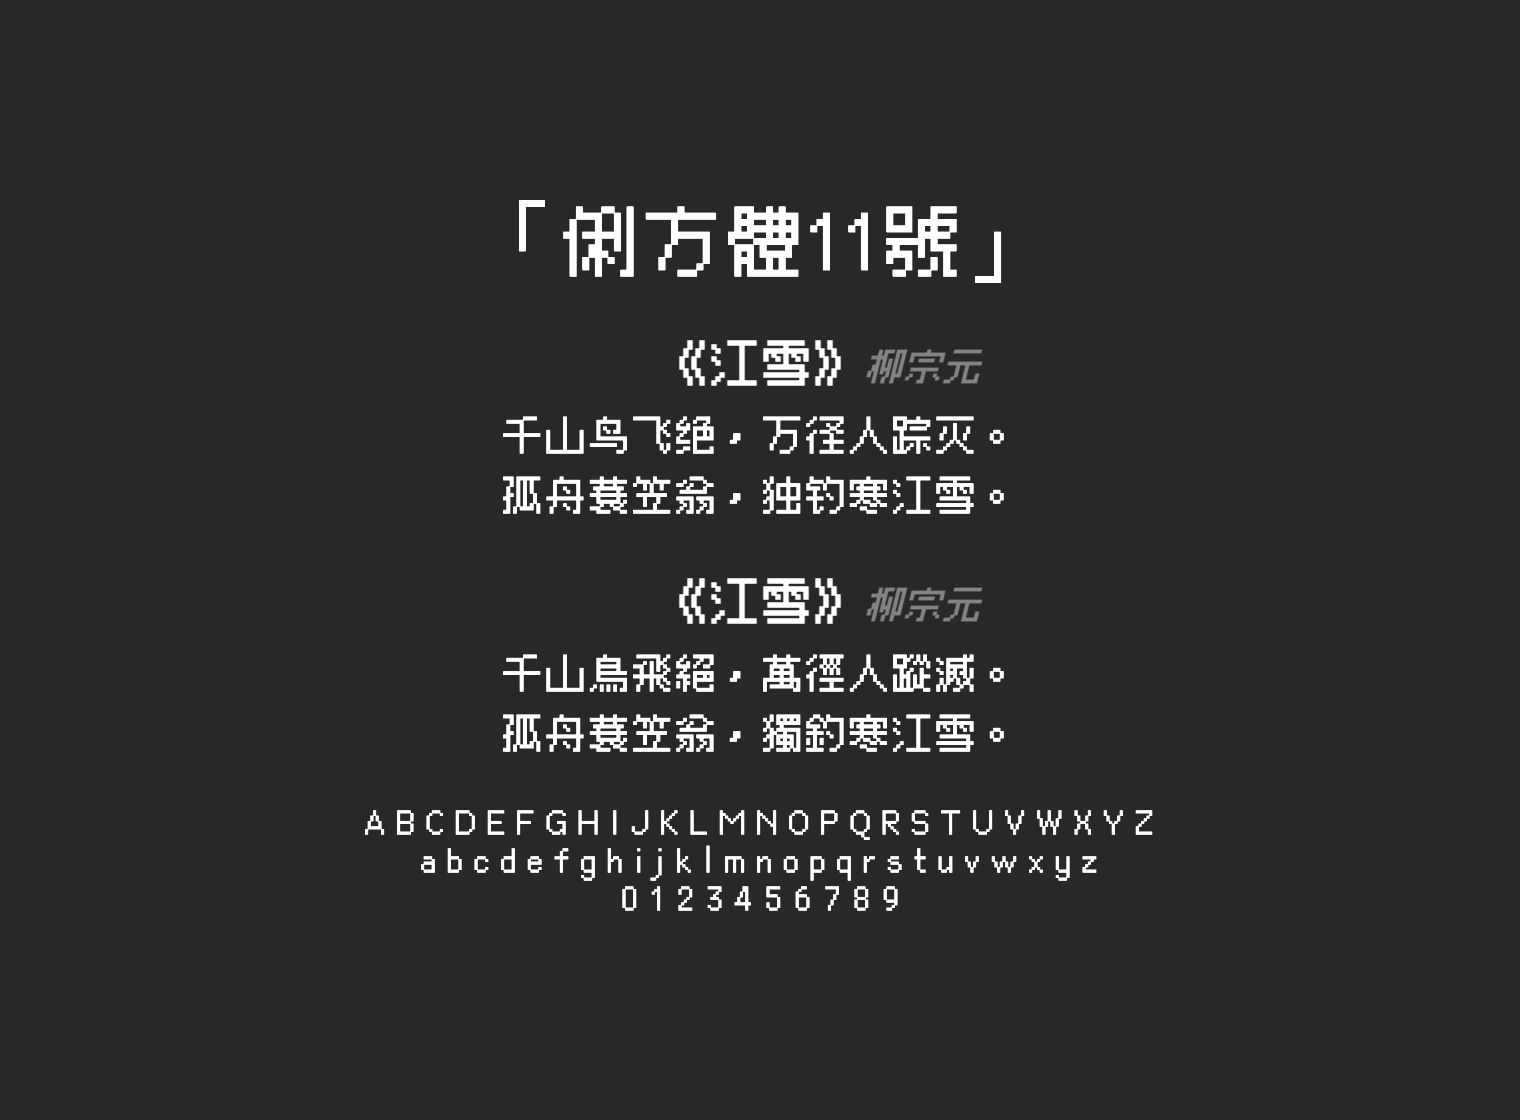 「俐方體11號」
《江雪》 柳宗元
千山鸟飞绝，万径人踪灭。
孤舟蓑笠翁，独钓寒江雪。
《江雪》 柳宗元
千山鳥飛絕，萬徑人蹤滅。
孤舟蓑笠翁，獨釣寒江雪。
A B C D E F G H I J K L M N O P Q R S T U V W X Y Z
a b c d e f g h i j k l m n o p q r s t u v w x y z
0 1 2 3 4 5 6 7 8 9